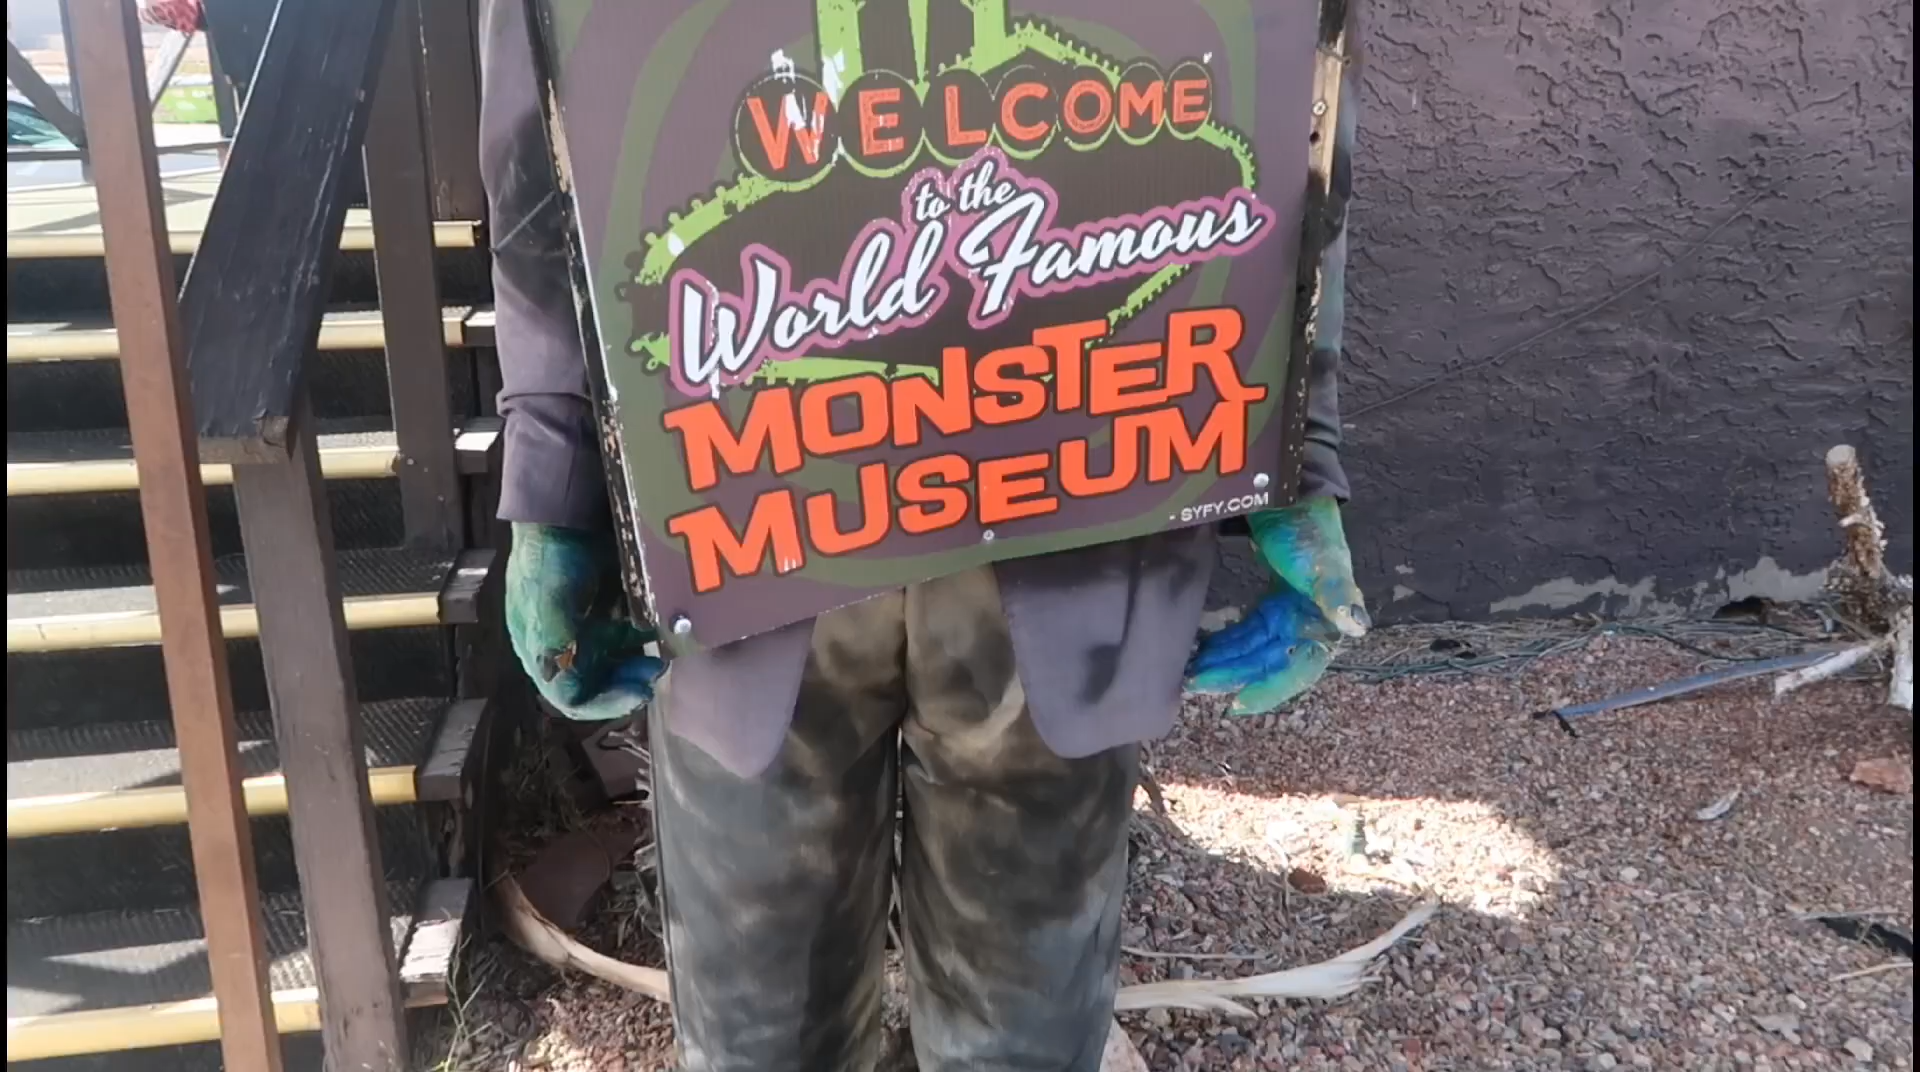 WELCOME
to the
World Famous
MONSTER
MUSEUM
- SYFY.COM